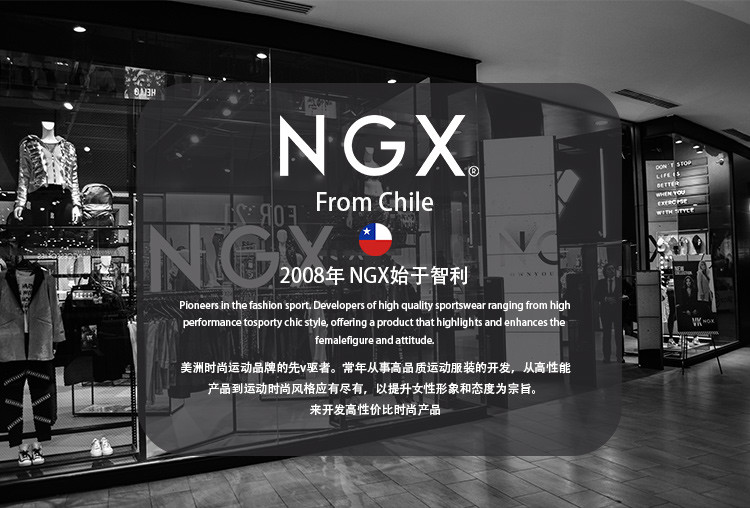 HELLO
NGX®
From Chile
2008年 NGX始于智利
Pioneers in the fashion sport. Developers of high quality sportswear ranging from high
performance tosporty chic style, offering a product that highlights and enhances the
femalefigure and attitude.
美洲时尚运动品牌的先v驱者。常年从事高品质运动服装的开发，从高性能
产品到运动时尚风格应有尽有，以提升女性形象和态度为宗旨。
来开发高性价比时尚产品
NGX
DON'T STOP
LIFE IS
BETTER
WHEN YOU
EXERCISE
WITH STYLE
NGX